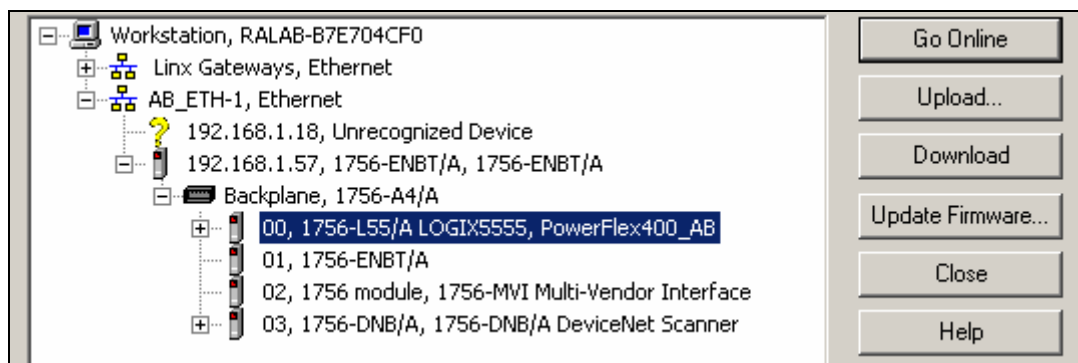 Workstation, RALAB-B7E704CF0
Linx Gateways, Ethernet
AB_ETH-1, Ethernet
192.168.1.18, Unrecognized Device
192.168.1.57, 1756-ENBT/A, 1756-ENBT/A
Backplane, 1756-A4/A
00, 1756-L55/A LOGIX5555, PowerFlex400_AB
01, 1756-ENBT/A
02, 1756 module, 1756-MVI Multi-Vendor Interface
03, 1756-DNB/A, 1756-DNB/A DeviceNet Scanner
Go Online
Upload...
Download
Update Firmware...
Close
Help